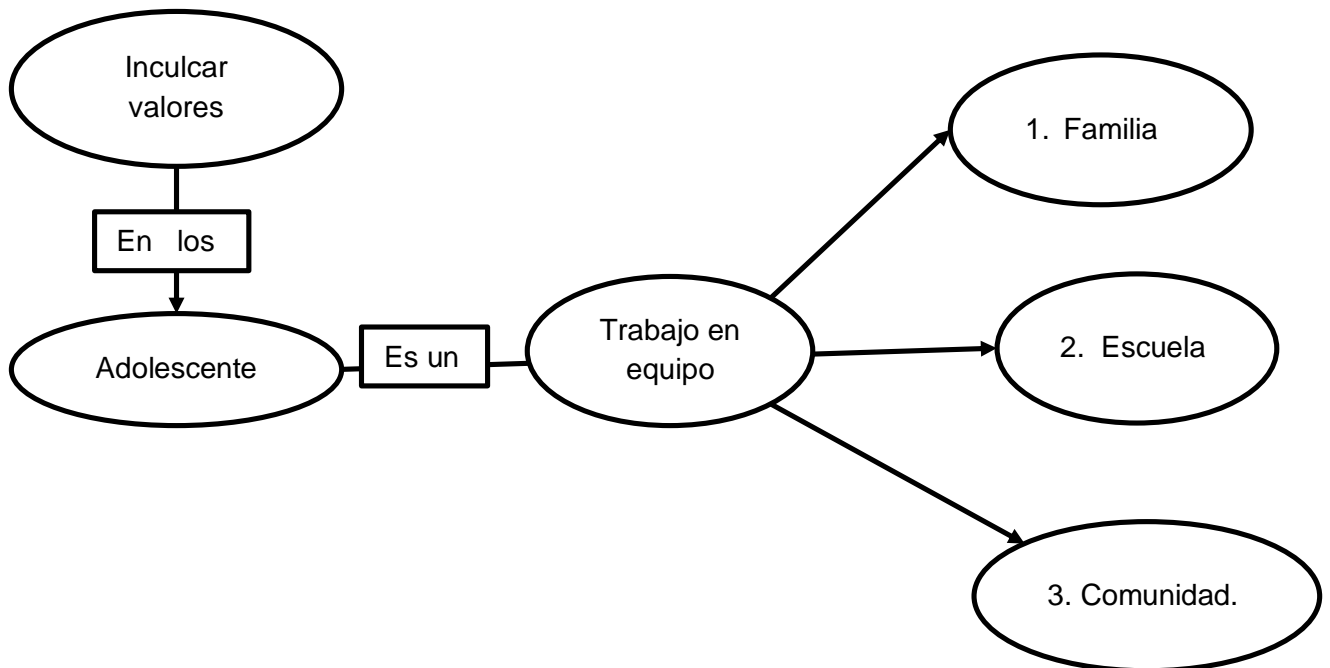 Inculcar
valores
En los
Adolescente
Es un
Trabajo en
equipo
1. Familia
2. Escuela
3. Comunidad.